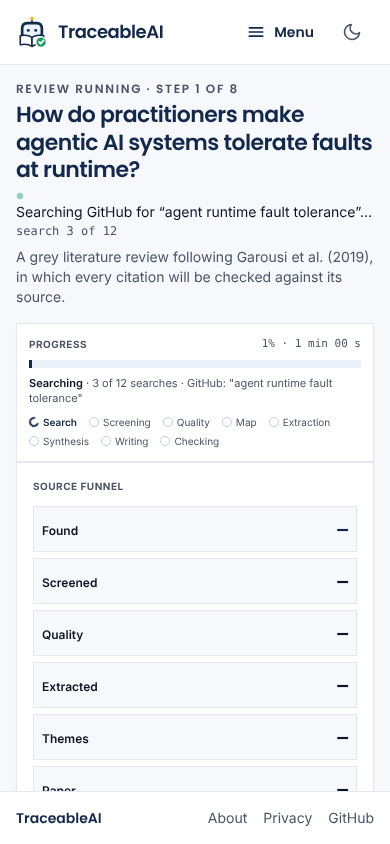 TraceableAI
Menu
REVIEW RUNNING · STEP 1 OF 8
How do practitioners make
agentic AI systems tolerate faults
at runtime?
Searching GitHub for “agent runtime fault tolerance”…
search 3 of 12
A grey literature review following Garousi et al. (2019),
in which every citation will be checked against its
source.
PROGRESS
1% · 1 min 00 s
Searching · 3 of 12 searches · GitHub: "agent runtime fault
tolerance"
Search Screening Quality Map Extraction
Synthesis Writing Checking
SOURCE FUNNEL
Found —
Screened —
Quality —
Extracted —
Themes —
Paper —
TraceableAI
About Privacy GitHub